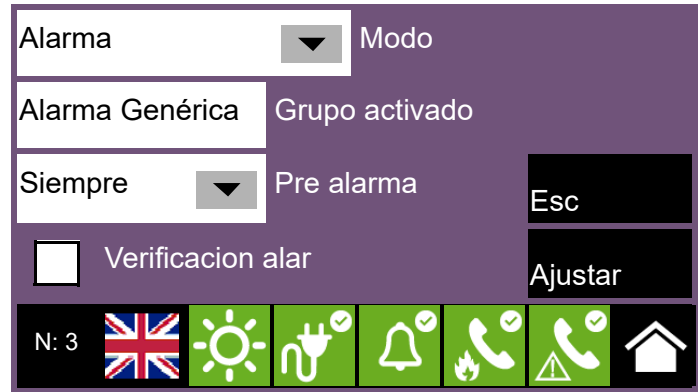 Alarma Modo
Alarma Genérica Grupo activado
Siempre Pre alarma
Esc
Verificacion alar
Ajustar
N: 3